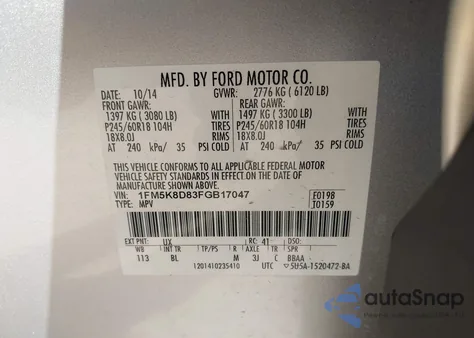 MFD. BY FORD MOTOR CO.
DATE: 10/14 GVWR: 2776 KG ( 6120 LB)
FRONT GAWR: REAR GAWR:
1397 KG ( 3080 LB) WITH 1497 KG ( 3300 LB) WITH
P245/60R18 104H TIRES P245/60R18 104H TIRES
18X8.0J RIMS 18X8.0J RIMS
AT 240 kPa/ 35 PSI COLD AT 240 kPa/ 35 PSI COLD
THIS VEHICLE CONFORMS TO ALL APPLICABLE FEDERAL MOTOR
VEHICLE SAFETY STANDARDS IN EFFECT ON THE DATE OF
MANUFACTURE SHOWN ABOVE.
VIN: 1FM5K8D83FGB17047 F0198
TYPE: MPV T0159
EXT PNT: UX RC: 41 DSO:
WB INT TR TP/PS R AXLE TR SPR
113 BL M 3J C BBAA
1201410235410 UTC 5U5A-1520472-BA
autoSnap